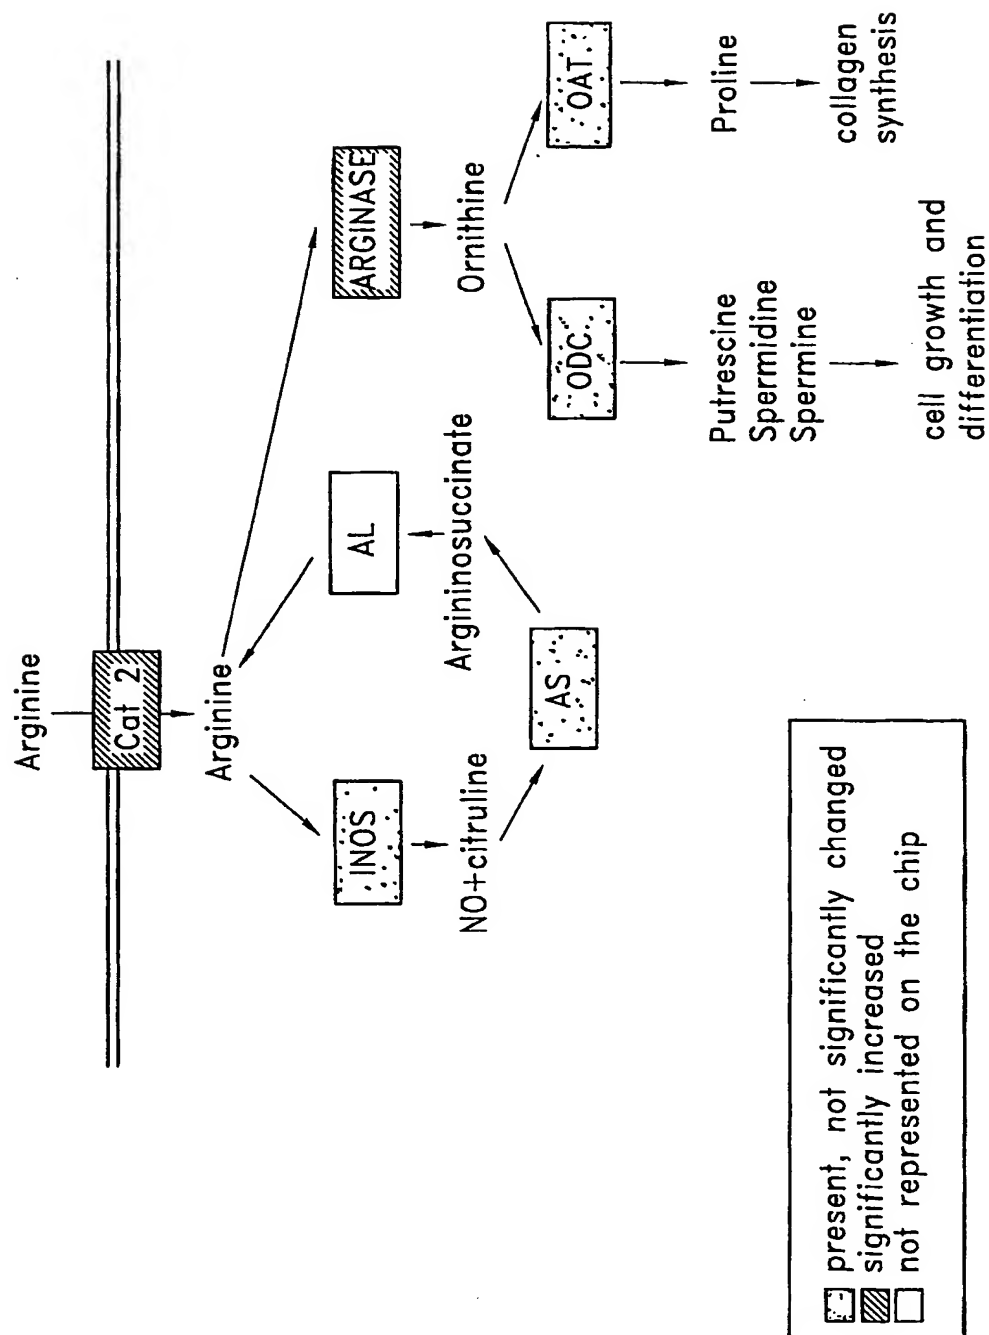 Arginine
Cat 2
Arginine
INOS
AL
ARGINASE
NO+citruline
Argininosuccinate
Ornithine
AS
ODC
OAT
Putrescine
Spermidine
Spermine
Proline
cell growth and
differentiation
collagen
synthesis
present, not significantly changed
significantly increased
not represented on the chip